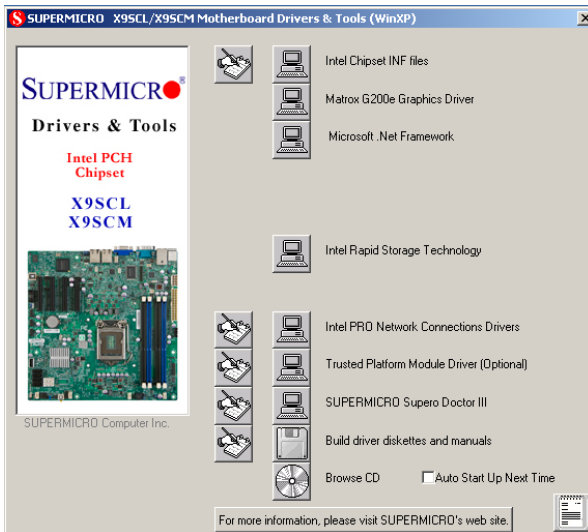 SUPERMICRO X9SCL/X9SCM Motherboard Drivers & Tools (WinXP)
SUPERMICRO®
Drivers & Tools
Intel PCH
Chipset
X9SCL
X9SCM
SUPERMICRO Computer Inc.
Intel Chipset INF files
Matrox G200e Graphics Driver
Microsoft .Net Framework
Intel Rapid Storage Technology
Intel PRO Network Connections Drivers
Trusted Platform Module Driver (Optional)
SUPERMICRO Supero Doctor III
Build driver diskettes and manuals
Browse CD
Auto Start Up Next Time
For more information, please visit SUPERMICRO's web site.